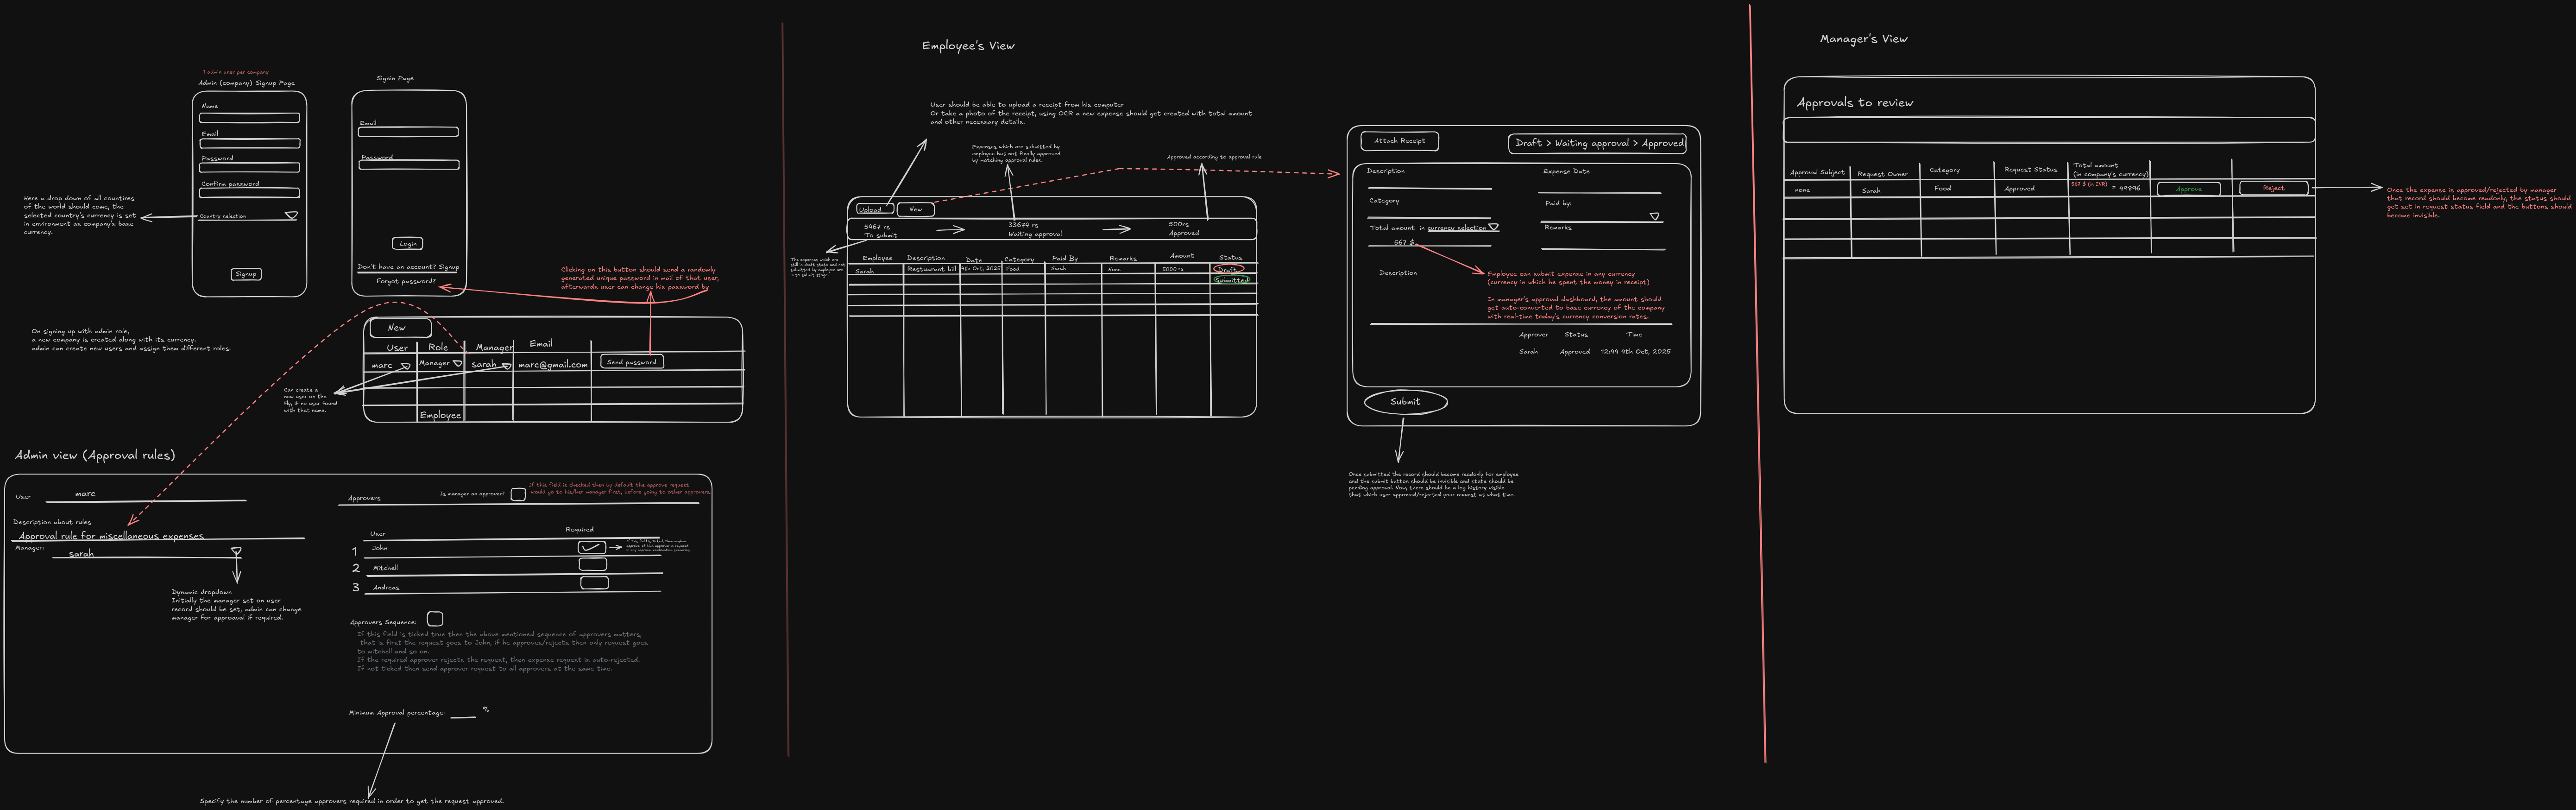 1 admin user per company
Admin (company) Signup Page
Name
Email
Password
Confirm password
Country selection
Signup
Here a drop down of all countires
of the world should come, the
selected country's currency is set
in environment as company's base
currency.
Signin Page
Email
Password
Login
Don't have an account? Signup
Forgot password?
Clicking on this button should send a randomly
generated unique password in mail of that user,
afterwards user can change his password by
On signing up with admin role,
a new company is created along with its currency.
admin can create new users and assign them different roles:
New
User Role Manager Email
marc Manager sarah marc@gmail.com Send password
Employee
Can create a
new user on the
fly, if no user found
with that name.
Admin view (Approval rules)
User marc
Description about rules
Approval rule for miscellaneous expenses
Manager: sarah
Dynamic dropdown
Initially the manager set on user
record should be set, admin can change
manager for approaval if required.
Approvers
Is manager an approver?
If this field is checked then by default the approve request
would go to his/her manager first, before going to other approvers.
User Required
1 John
If this field is ticked, then anyhow
approval of this approver is required
in any approval combination scenarios.
2 Mitchell
3 Andreas
Approvers Sequence:
If this field is ticked true then the above mentioned sequence of approvers matters,
that is first the request goes to John, if he approves/rejects then only request goes
to mitchell and so on.
If the required approver rejects the request, then expense request is auto-rejected.
If not ticked then send approver request to all approvers at the same time.
Minimum Approval percentage: %
Specify the number of percentage approvers required in order to get the request approved.
Employee's View
User should be able to upload a receipt from his computer
Or take a photo of the receipt, using OCR a new expense should get created with total amount
and other necessary details.
Expenses which are submitted by
employee but not finally approved
by matching approval rules.
Approved according to approval rule
Upload New
5467 rs 33674 rs 500rs
To submit Waiting approval Approved
The expenses which are
still in draft state and not
submitted by employee are
in to submit stage.
Employee Description Date Category Paid By Remarks Amount Status
Sarah Restuarant bill 4th Oct, 2025 Food Sarah None 5000 rs Draft
Submitted
Attach Receipt
Draft > Waiting approval > Approved
Description Expense Date
Category Paid by:
Total amount in currency selection Remarks
567 $
Description
Employee can submit expense in any currency
(currency in which he spent the money in receipt)
In manager's approval dashboard, the amount should
get auto-converted to base currency of the company
with real-time today's currency conversion rates.
Approver Status Time
Sarah Approved 12:44 4th Oct, 2025
Submit
Once submitted the record should become readonly for employee
and the submit button should be invisible and state should be
pending approval. Now, there should be a log history visible
that which user approved/rejected your request at what time.
Manager's View
Approvals to review
Approval Subject Request Owner Category Request Status Total amount
(in company's currency)
none Sarah Food Approved 567 $ (in INR) = 49896 Approve Reject
Once the expense is approved/rejected by manager
that record should become readonly, the status should
get set in request status field and the buttons should
become invisible.